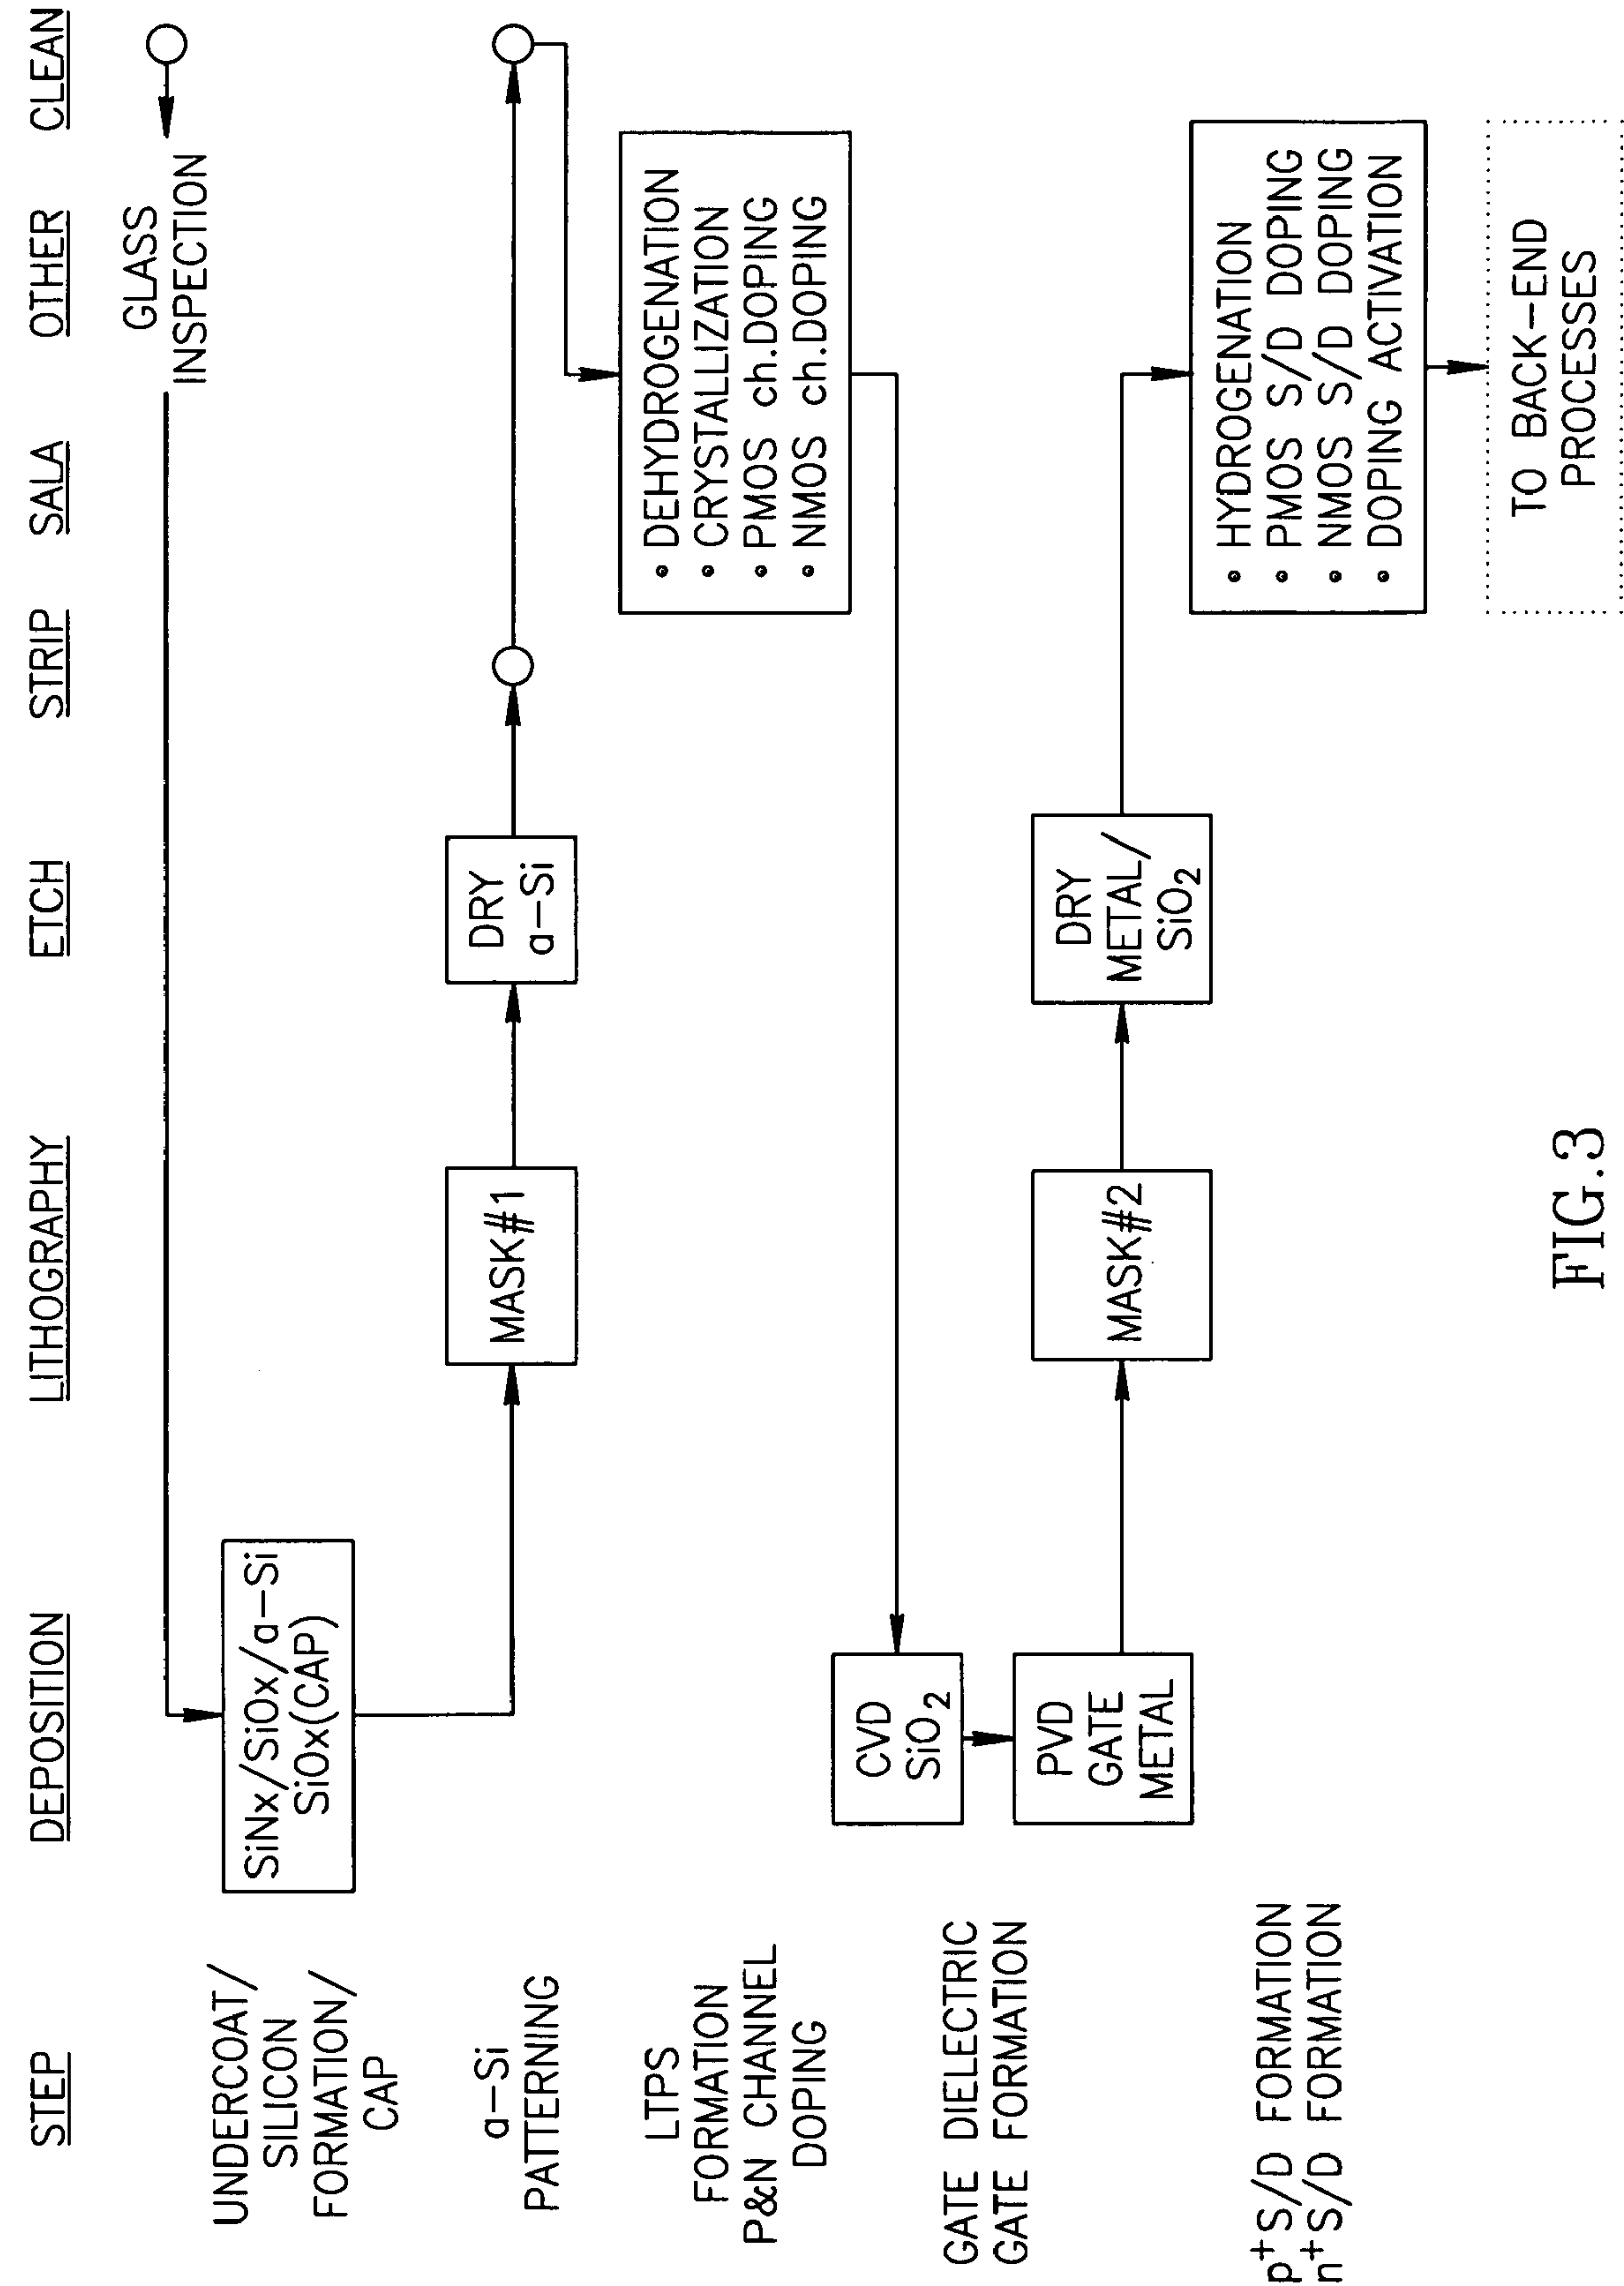 STEP
DEPOSITION
LITHOGRAPHY
ETCH
STRIP
SALA
OTHER
CLEAN
GLASS
INSPECTION
UNDERCOAT/
SILICON
FORMATION/
CAP
SiNx/SiOx/a-Si
SiOx(CAP)
a-Si
PATTERNING
MASK#1
DRY
a-Si
LTPS
FORMATION
P&N CHANNEL
DOPING
• DEHYDROGENATION
• CRYSTALLIZATION
• PMOS ch.DOPING
• NMOS ch.DOPING
GATE DIELECTRIC
GATE FORMATION
CVD
SiO₂
PVD
GATE
METAL
MASK#2
DRY
METAL/
SiO₂
p⁺S/D FORMATION
n⁺S/D FORMATION
• HYDROGENATION
• PMOS S/D DOPING
• NMOS S/D DOPING
• DOPING ACTIVATION
TO BACK-END
PROCESSES
FIG.3